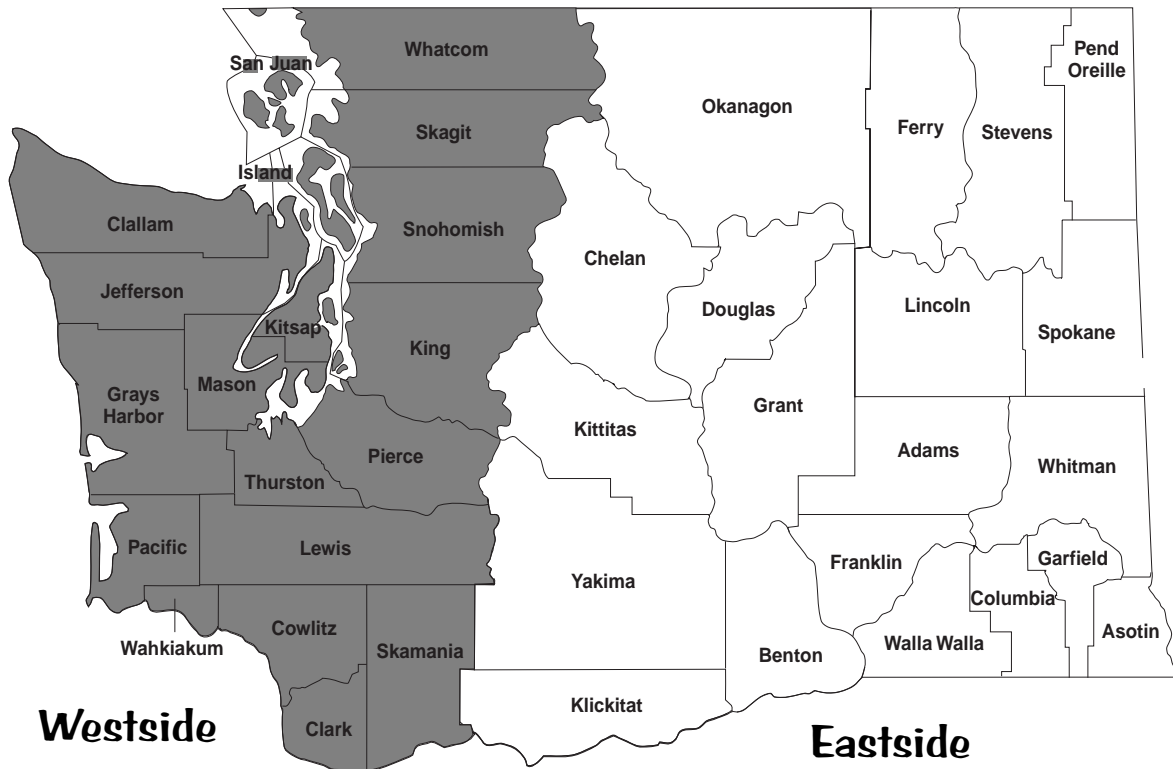 Whatcom
San Juan
Pend
Oreille
Okanagon
Skagit
Ferry
Stevens
Island
Clallam
Snohomish
Chelan
Jefferson
Douglas
Lincoln
Kitsap
Spokane
King
Mason
Grays
Harbor
Grant
Kittitas
Adams
Pierce
Whitman
Thurston
Pacific
Lewis
Franklin
Garfield
Yakima
Columbia
Cowlitz
Asotin
Wahkiakum
Skamania
Walla Walla
Benton
Klickitat
Clark
Westside
Eastside